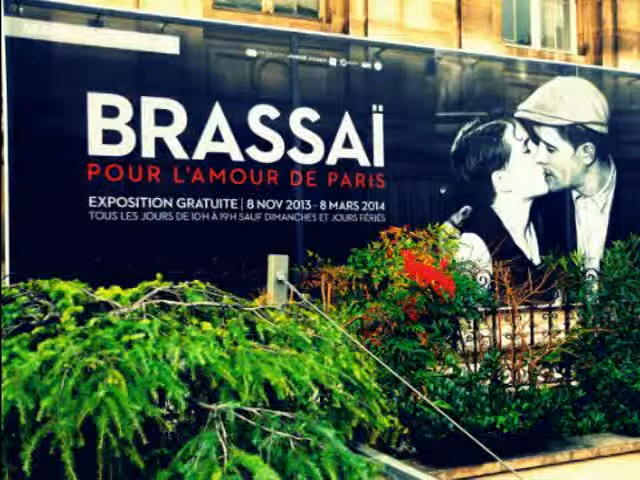 BRASSAÏ
POUR L'AMOUR DE PARIS
EXPOSITION GRATUITE | 8 NOV 2013 - 8 MARS 2014
TOUS LES JOURS DE 10H À 19H SAUF DIMANCHES ET JOURS FÉRIÉS